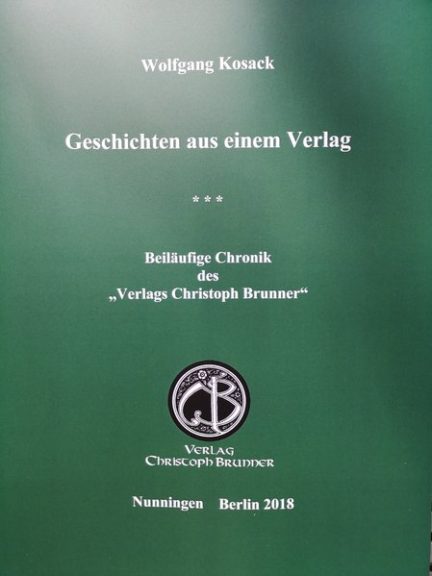 Wolfgang Kosack
Geschichten aus einem Verlag
* * *
Beiläufige Chronik
des
„Verlags Christoph Brunner“
VERLAG
CHRISTOPH BRUNNER
Nunningen Berlin 2018